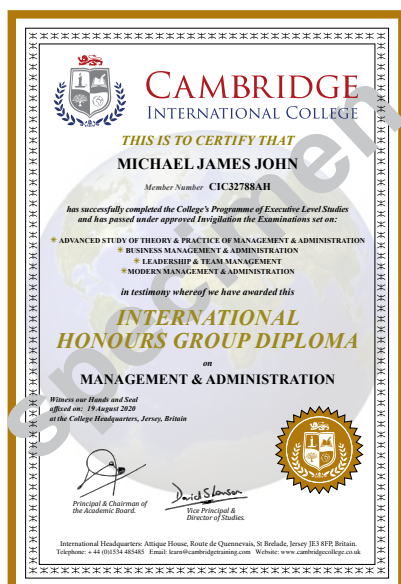 CAMBRIDGE
INTERNATIONAL COLLEGE
THIS IS TO CERTIFY THAT
MICHAEL JAMES JOHN
Member Number CIC32788AH
has successfully completed the College's Programme of Executive Level Studies
and has passed under approved Invigilation the Examinations set on:
✴ ADVANCED STUDY OF THEORY & PRACTICE OF MANAGEMENT & ADMINISTRATION
✴ BUSINESS MANAGEMENT & ADMINISTRATION
✴ LEADERSHIP & TEAM MANAGEMENT
✴ MODERN MANAGEMENT & ADMINISTRATION
in testimony whereof we have awarded this
INTERNATIONAL
HONOURS GROUP DIPLOMA
on
MANAGEMENT & ADMINISTRATION
Witness our Hands and Seal
affixed on: 19 August 2020
at the College Headquarters, Jersey, Britain
specimen
David S Lawson
Principal & Chairman of
the Academic Board.
Vice Principal &
Director of Studies.
International Headquarters: Attique House, Route de Quennevais, St Brelade, Jersey JE3 8FP, Britain.
Telephone: + 44 (0)1534 485485 Email: learn@cambridgetraining.com Website: www.cambridgecollege.co.uk